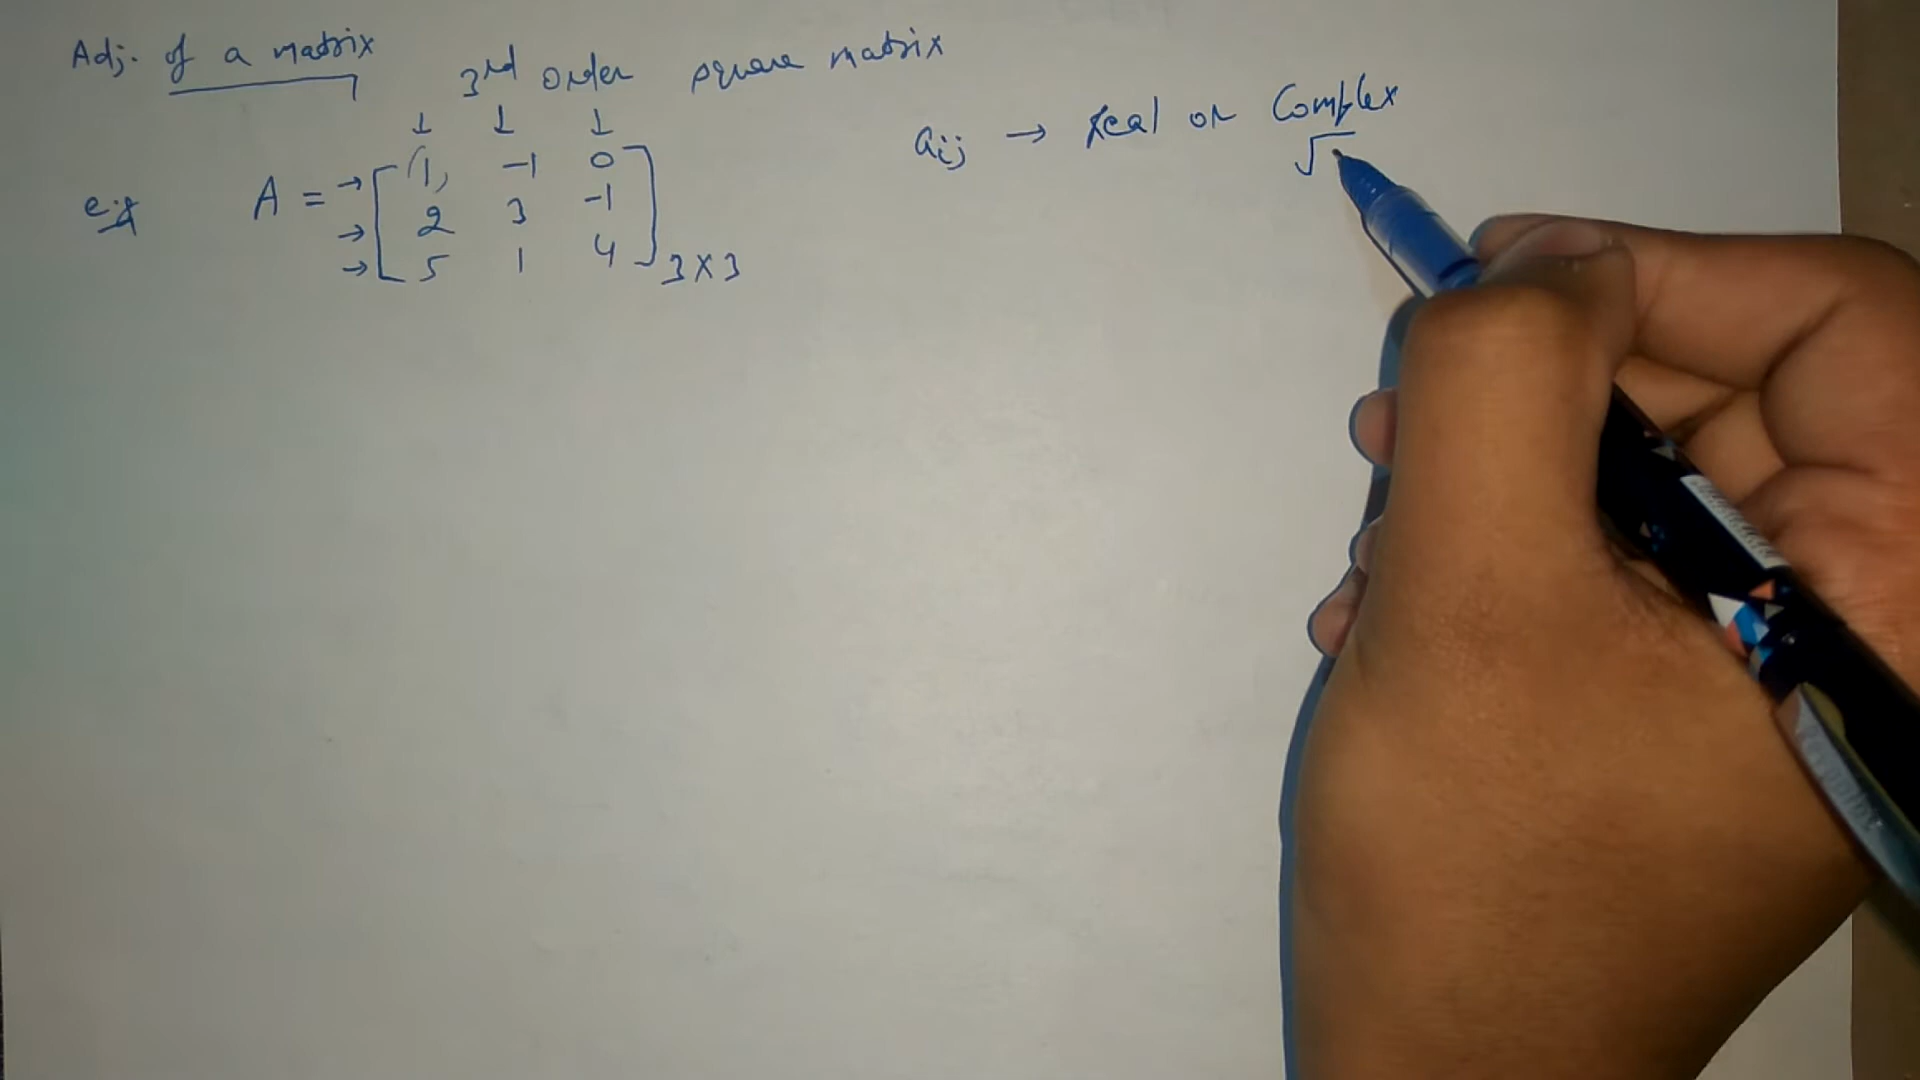 Adj. of a matrix
3rd order square matrix
aij → real or Complex
√
↓ ↓ ↓
e.g A = → [ 1, -1 0
→ 2 3 -1
→ 5 1 4 ] 3×3